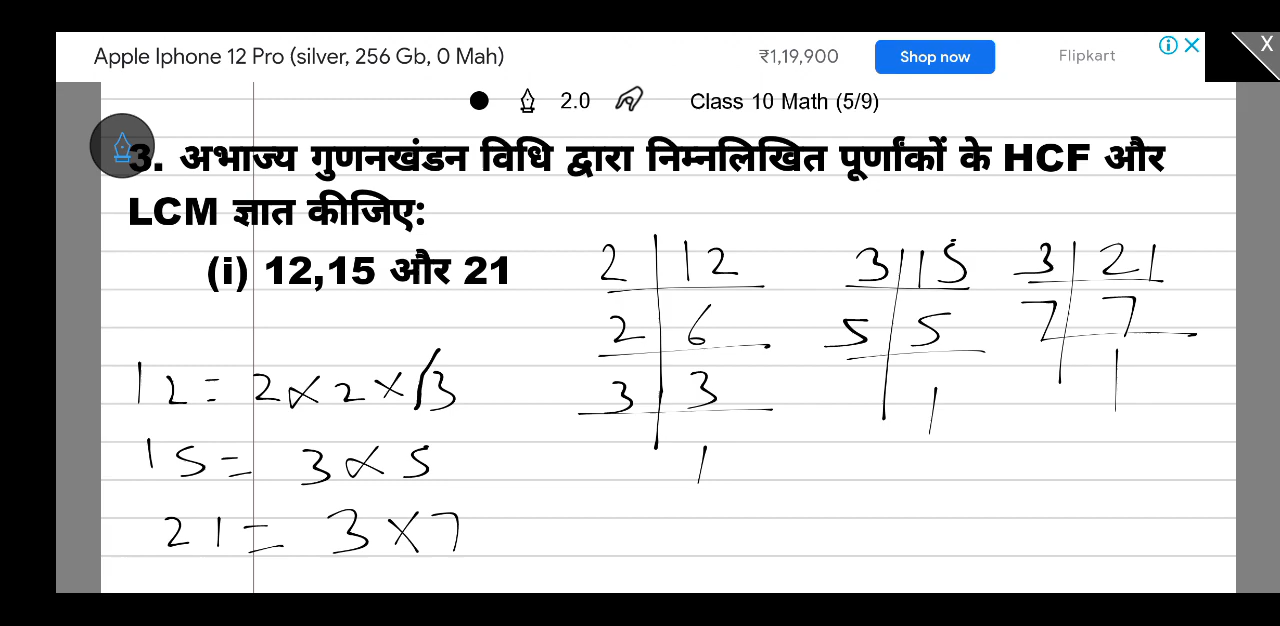 Apple Iphone 12 Pro (silver, 256 Gb, 0 Mah) ₹1,19,900 Shop now Flipkart X
2.0 Class 10 Math (5/9)
3. अभाज्य गुणनखंडन विधि द्वारा निम्नलिखित पूर्णांकों के HCF और
LCM ज्ञात कीजिए:
(i) 12,15 और 21
2 | 12
2 | 6
3 | 3
1
3 | 15
5 | 5
1
3 | 21
7 | 7
1
12 = 2 × 2 × 3
15 = 3 × 5
21 = 3 × 7